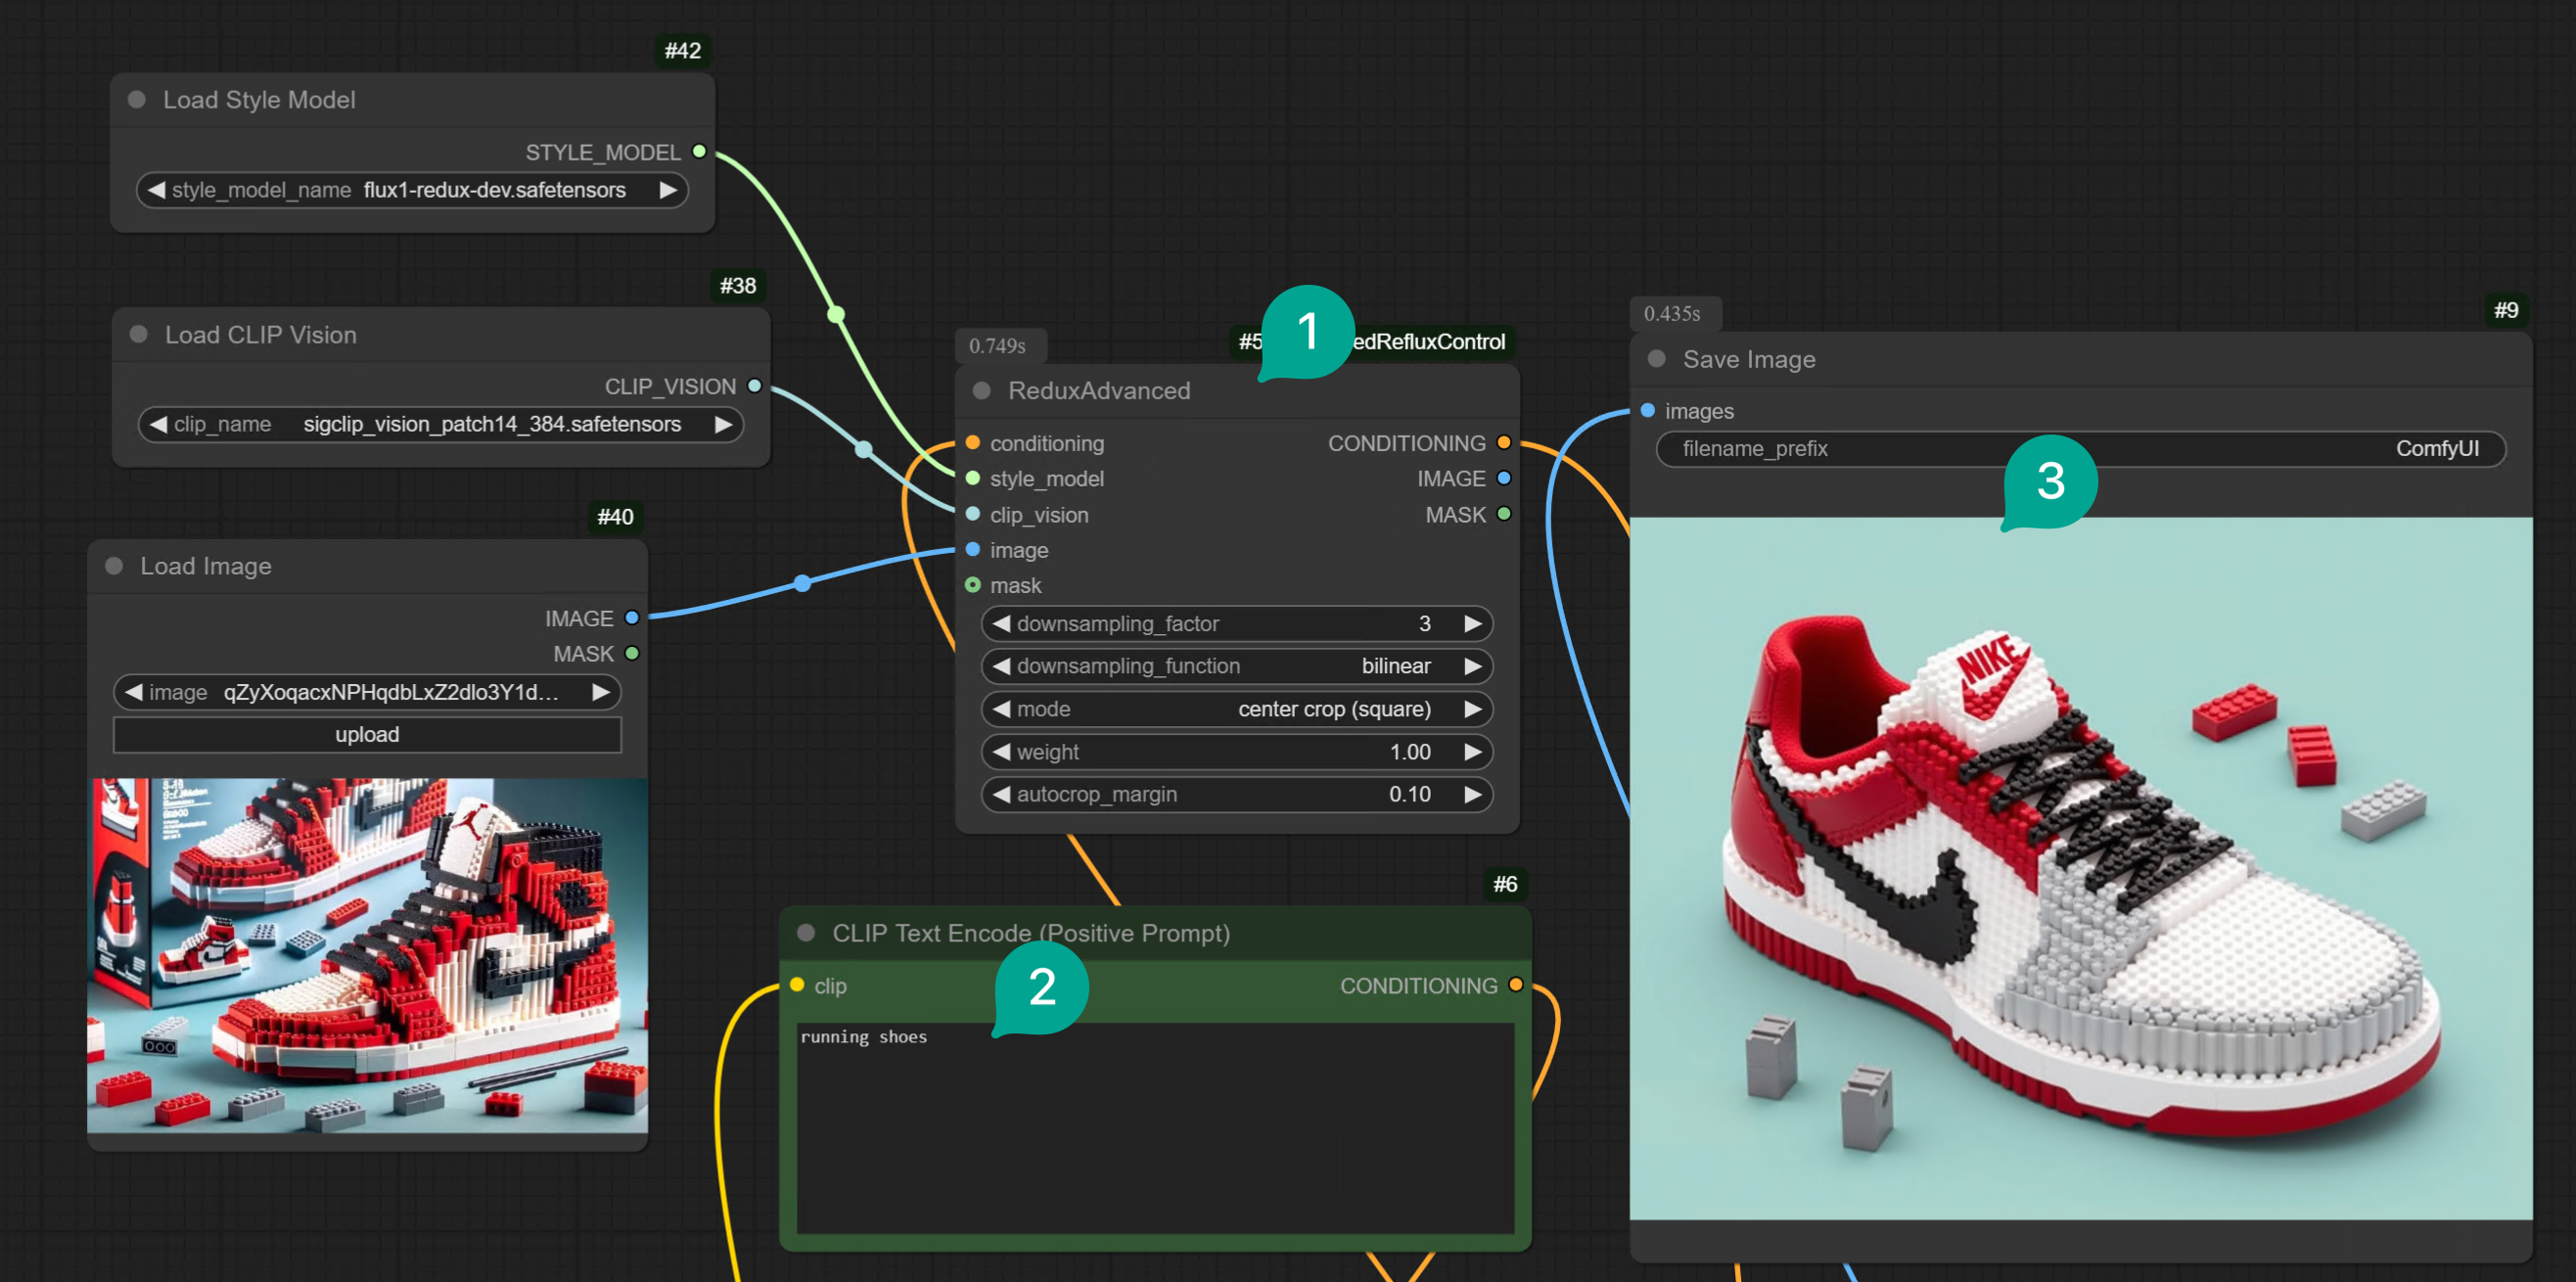 #42
Load Style Model
STYLE_MODEL
style_model_name flux1-redux-dev.safetensors
#38
Load CLIP Vision
CLIP_VISION
clip_name sigclip_vision_patch14_384.safetensors
#40
Load Image
IMAGE
MASK
image qZyXoqacxNPHqdbLxZ2dlo3Y1d...
upload
0.749s
#5 edRefluxControl
1
ReduxAdvanced
conditioning CONDITIONING
style_model IMAGE
clip_vision MASK
image
mask
downsampling_factor 3
downsampling_function bilinear
mode center crop (square)
weight 1.00
autocrop_margin 0.10
#6
CLIP Text Encode (Positive Prompt)
2
clip CONDITIONING
running shoes
0.435s
#9
Save Image
images
filename_prefix ComfyUI
3
NIKE